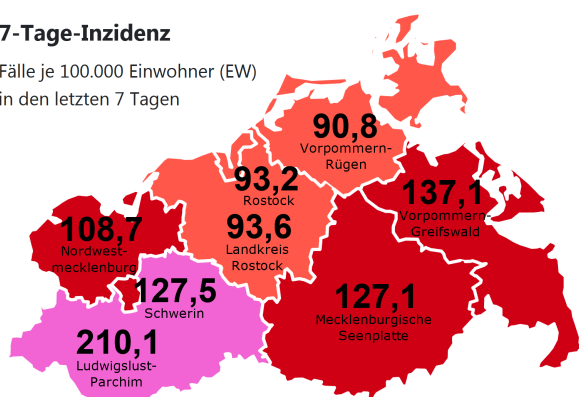 7-Tage-Inzidenz
Fälle je 100.000 Einwohner (EW)
in den letzten 7 Tagen
90,8
Vorpommern-
Rügen
93,2
Rostock
137,1
Vorpommern-
Greifswald
108,7
Nordwest-
mecklenburg
93,6
Landkreis
Rostock
127,5
Schwerin
127,1
Mecklenburgische
Seenplatte
210,1
Ludwigslust-
Parchim